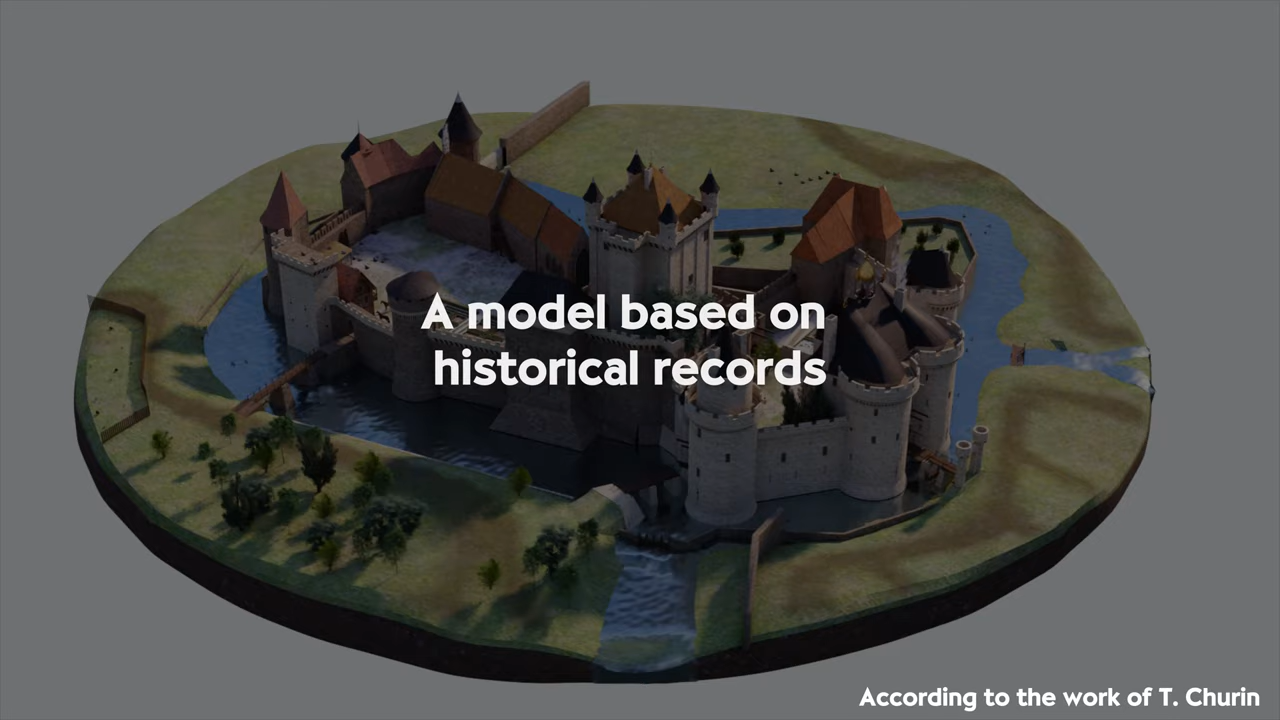 A model based on
historical records
According to the work of T. Churin